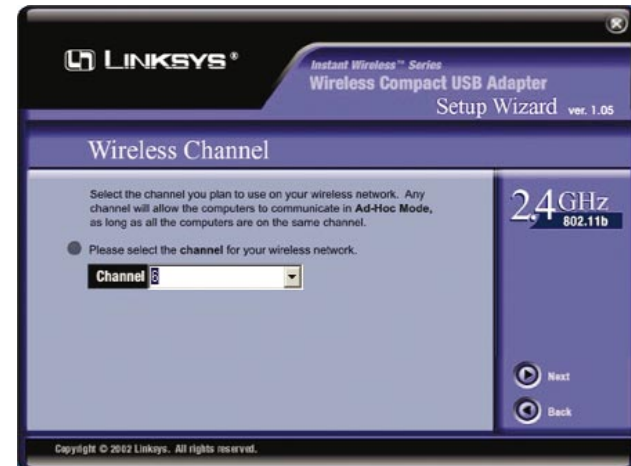 LINKSYS®
Instant Wireless™ Series
Wireless Compact USB Adapter
Setup Wizard ver. 1.05
Wireless Channel
Select the channel you plan to use on your wireless network. Any
channel will allow the computers to communicate in Ad-Hoc Mode,
as long as all the computers are on the same channel.
Please select the channel for your wireless network.
Channel 6
2,4 GHz
802.11b
Next
Back
Copyright © 2002 Linksys. All rights reserved.